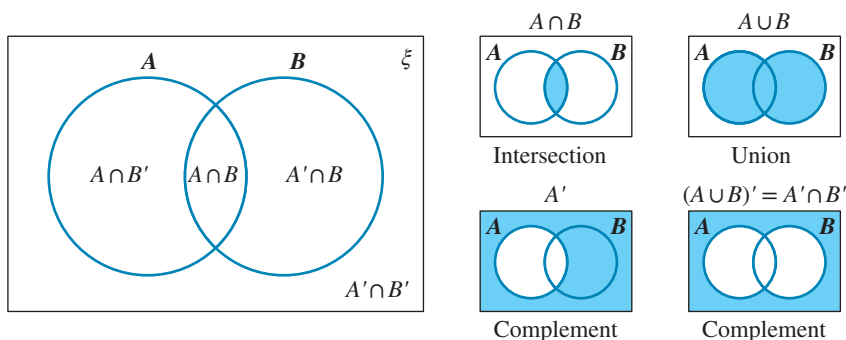 A B ξ
A∩B′ A∩B A′∩B
A′∩B′
A∩B
A B
Intersection
A∪B
A B
Union
A′
A B
Complement
(A∪B)′ = A′∩B′
A B
Complement